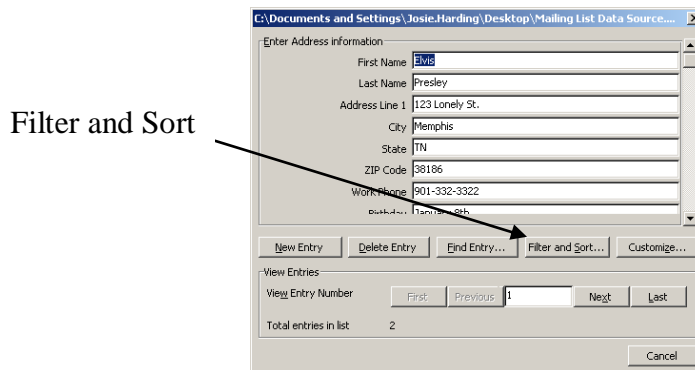 C:\Documents and Settings\Josie.Harding\Desktop\Mailing List Data Source....
Enter Address information
First Name Elvis
Last Name Presley
Address Line 1 123 Lonely St.
City Memphis
State TN
ZIP Code 38186
Work Phone 901-332-3322
Birthday January 8th
Filter and Sort
New Entry Delete Entry Find Entry... Filter and Sort... Customize...
View Entries
View Entry Number First Previous 1 Next Last
Total entries in list 2
Cancel